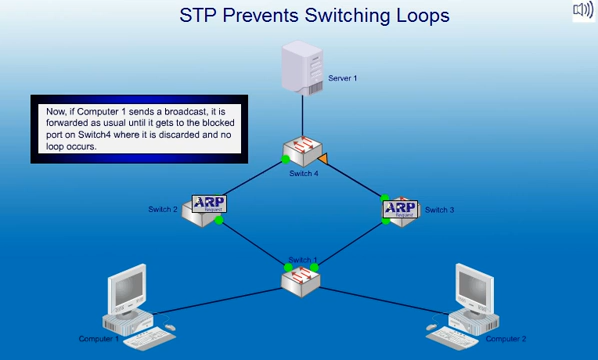 STP Prevents Switching Loops
Server 1
Now, if Computer 1 sends a broadcast, it is
forwarded as usual until it gets to the blocked
port on Switch4 where it is discarded and no
loop occurs.
Switch 4
ARP
Request
Switch 2
ARP
Request
Switch 3
Switch 1
Computer 1
Computer 2